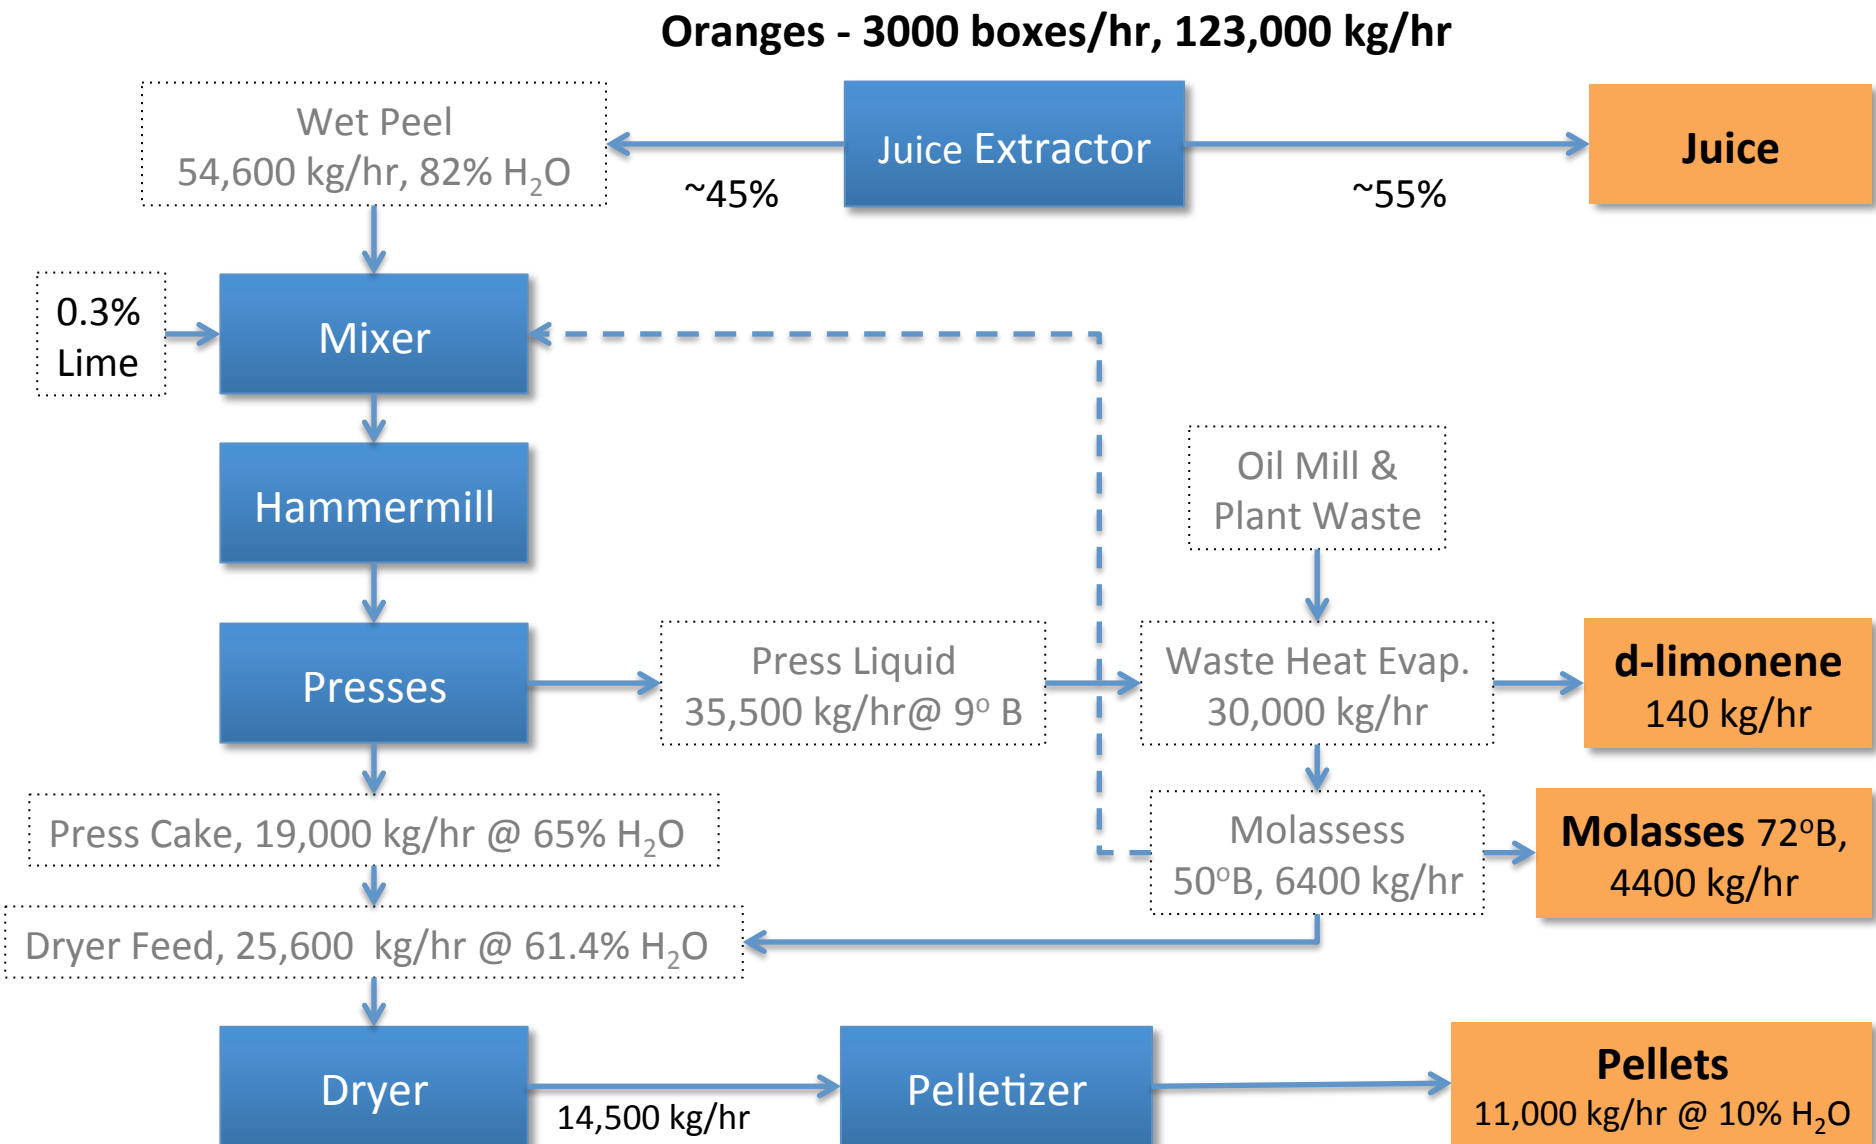 Oranges - 3000 boxes/hr, 123,000 kg/hr
Wet Peel
54,600 kg/hr, 82% H₂O
~45%
Juice Extractor
~55%
Juice
0.3%
Lime
Mixer
Hammermill
Oil Mill &
Plant Waste
Presses
Press Liquid
35,500 kg/hr@ 9º B
Waste Heat Evap.
30,000 kg/hr
d-limonene
140 kg/hr
Press Cake, 19,000 kg/hr @ 65% H₂O
Molassess
50ºB, 6400 kg/hr
Molasses 72ºB,
4400 kg/hr
Dryer Feed, 25,600 kg/hr @ 61.4% H₂O
Dryer
14,500 kg/hr
Pelletizer
Pellets
11,000 kg/hr @ 10% H₂O